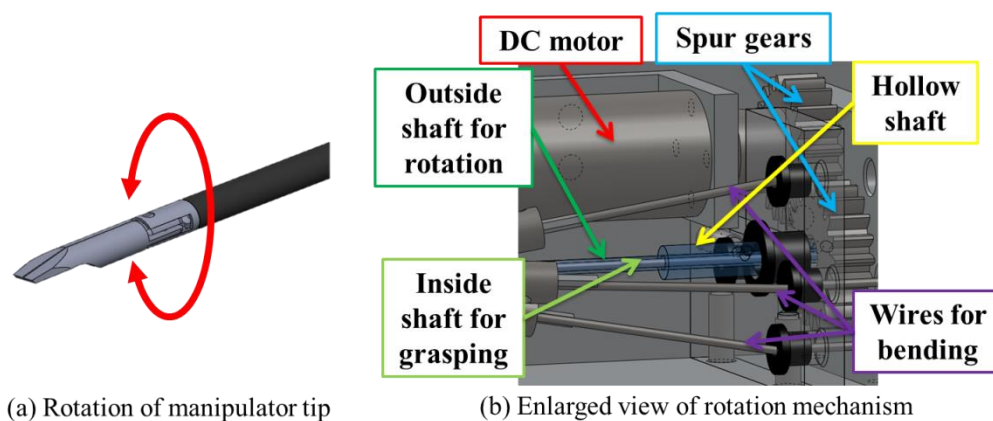 DC motor
Spur gears
Outside
shaft for
rotation
Hollow
shaft
Inside
shaft for
grasping
Wires for
bending
(a) Rotation of manipulator tip
(b) Enlarged view of rotation mechanism